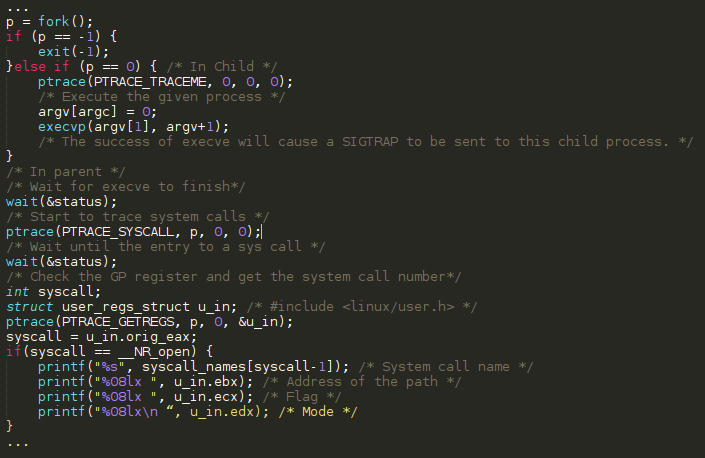 ...
p = fork();
if (p == -1) {
    exit(-1);
}else if (p == 0) { /* In Child */
    ptrace(PTRACE_TRACEME, 0, 0, 0);
    /* Execute the given process */
    argv[argc] = 0;
    execvp(argv[1], argv+1);
    /* The success of execve will cause a SIGTRAP to be sent to this child process. */
}
/* In parent */
/* Wait for execve to finish*/
wait(&status);
/* Start to trace system calls */
ptrace(PTRACE_SYSCALL, p, 0, 0);
/* Wait until the entry to a sys call */
wait(&status);
/* Check the GP register and get the system call number*/
int syscall;
struct user_regs_struct u_in; /* #include <linux/user.h> */
ptrace(PTRACE_GETREGS, p, 0, &u_in);
syscall = u_in.orig_eax;
if(syscall == __NR_open) {
    printf("%s", syscall_names[syscall-1]); /* System call name */
    printf("%08lx ", u_in.ebx); /* Address of the path */
    printf("%08lx ", u_in.ecx); /* Flag */
    printf("%08lx\n “, u_in.edx); /* Mode */
}
...